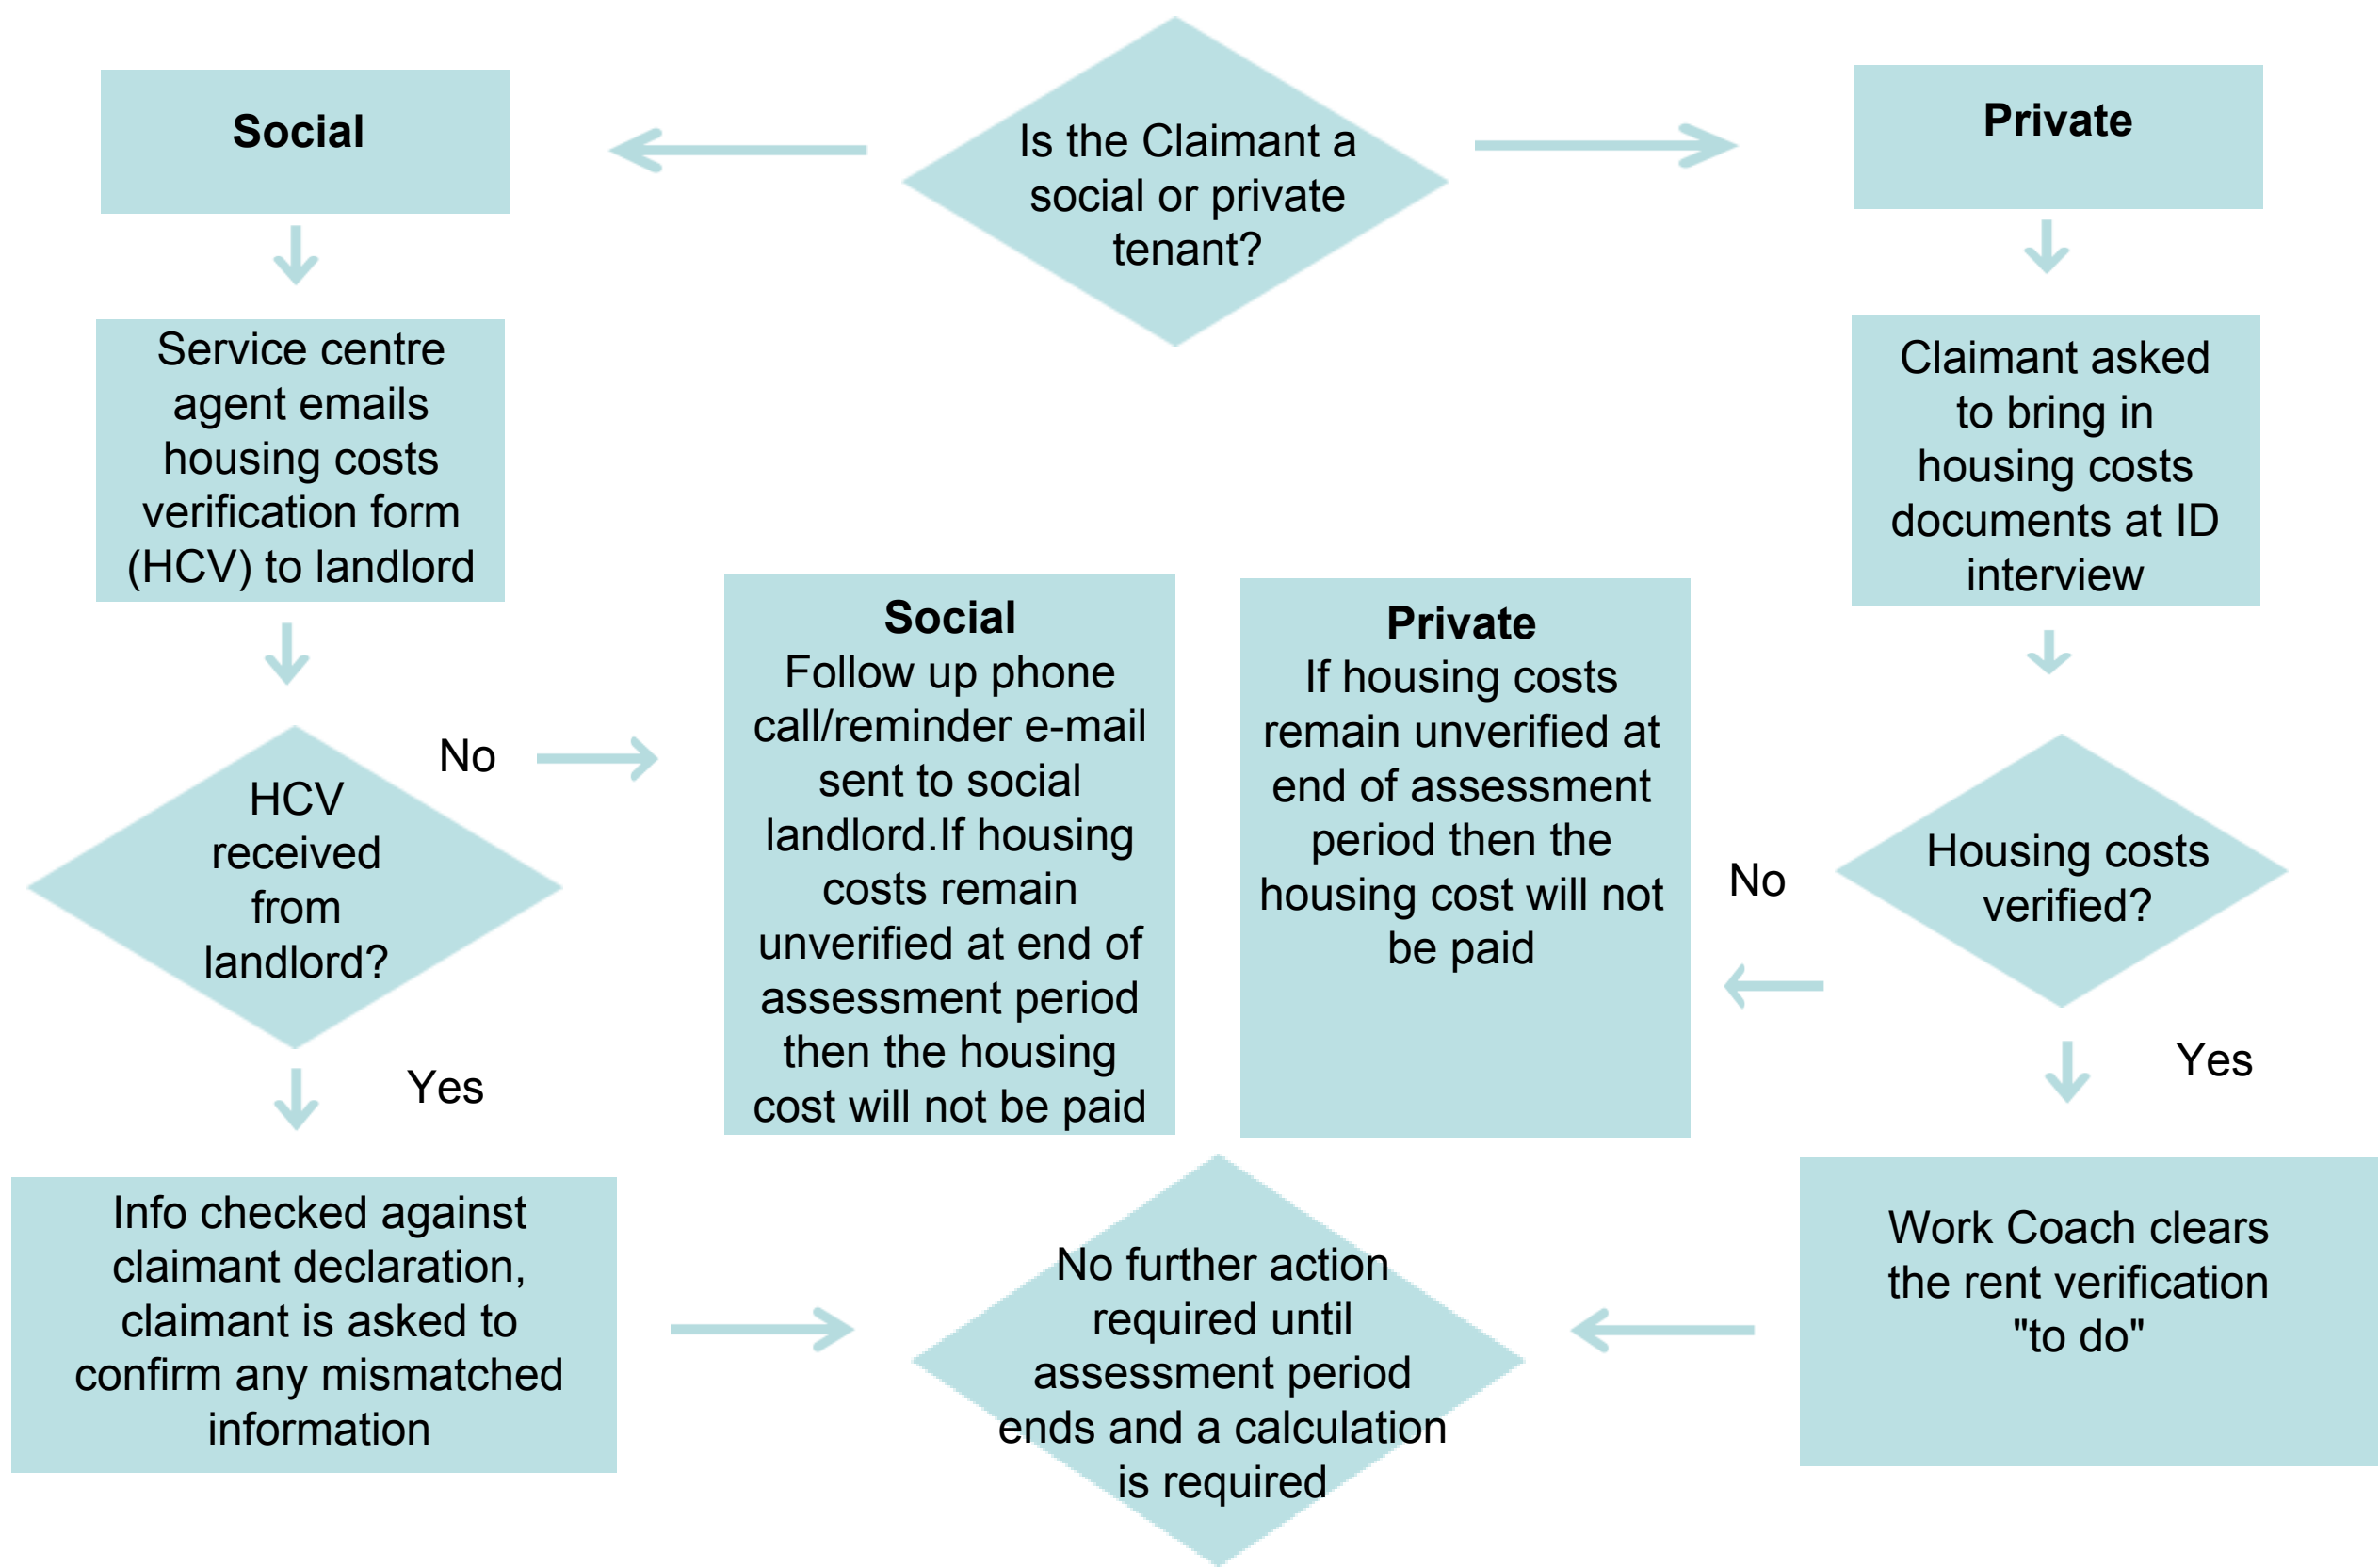 Social
Is the Claimant a
social or private
tenant?
Private
Service centre
agent emails
housing costs
verification form
(HCV) to landlord
Claimant asked
to bring in
housing costs
documents at ID
interview
HCV
received
from
landlord?
No
Yes
Social
Follow up phone
call/reminder e-mail
sent to social
landlord.If housing
costs remain
unverified at end of
assessment period
then the housing
cost will not be paid
Private
If housing costs
remain unverified at
end of assessment
period then the
housing cost will not
be paid
No
Housing costs
verified?
Yes
Info checked against
claimant declaration,
claimant is asked to
confirm any mismatched
information
No further action
required until
assessment period
ends and a calculation
is required
Work Coach clears
the rent verification
"to do"